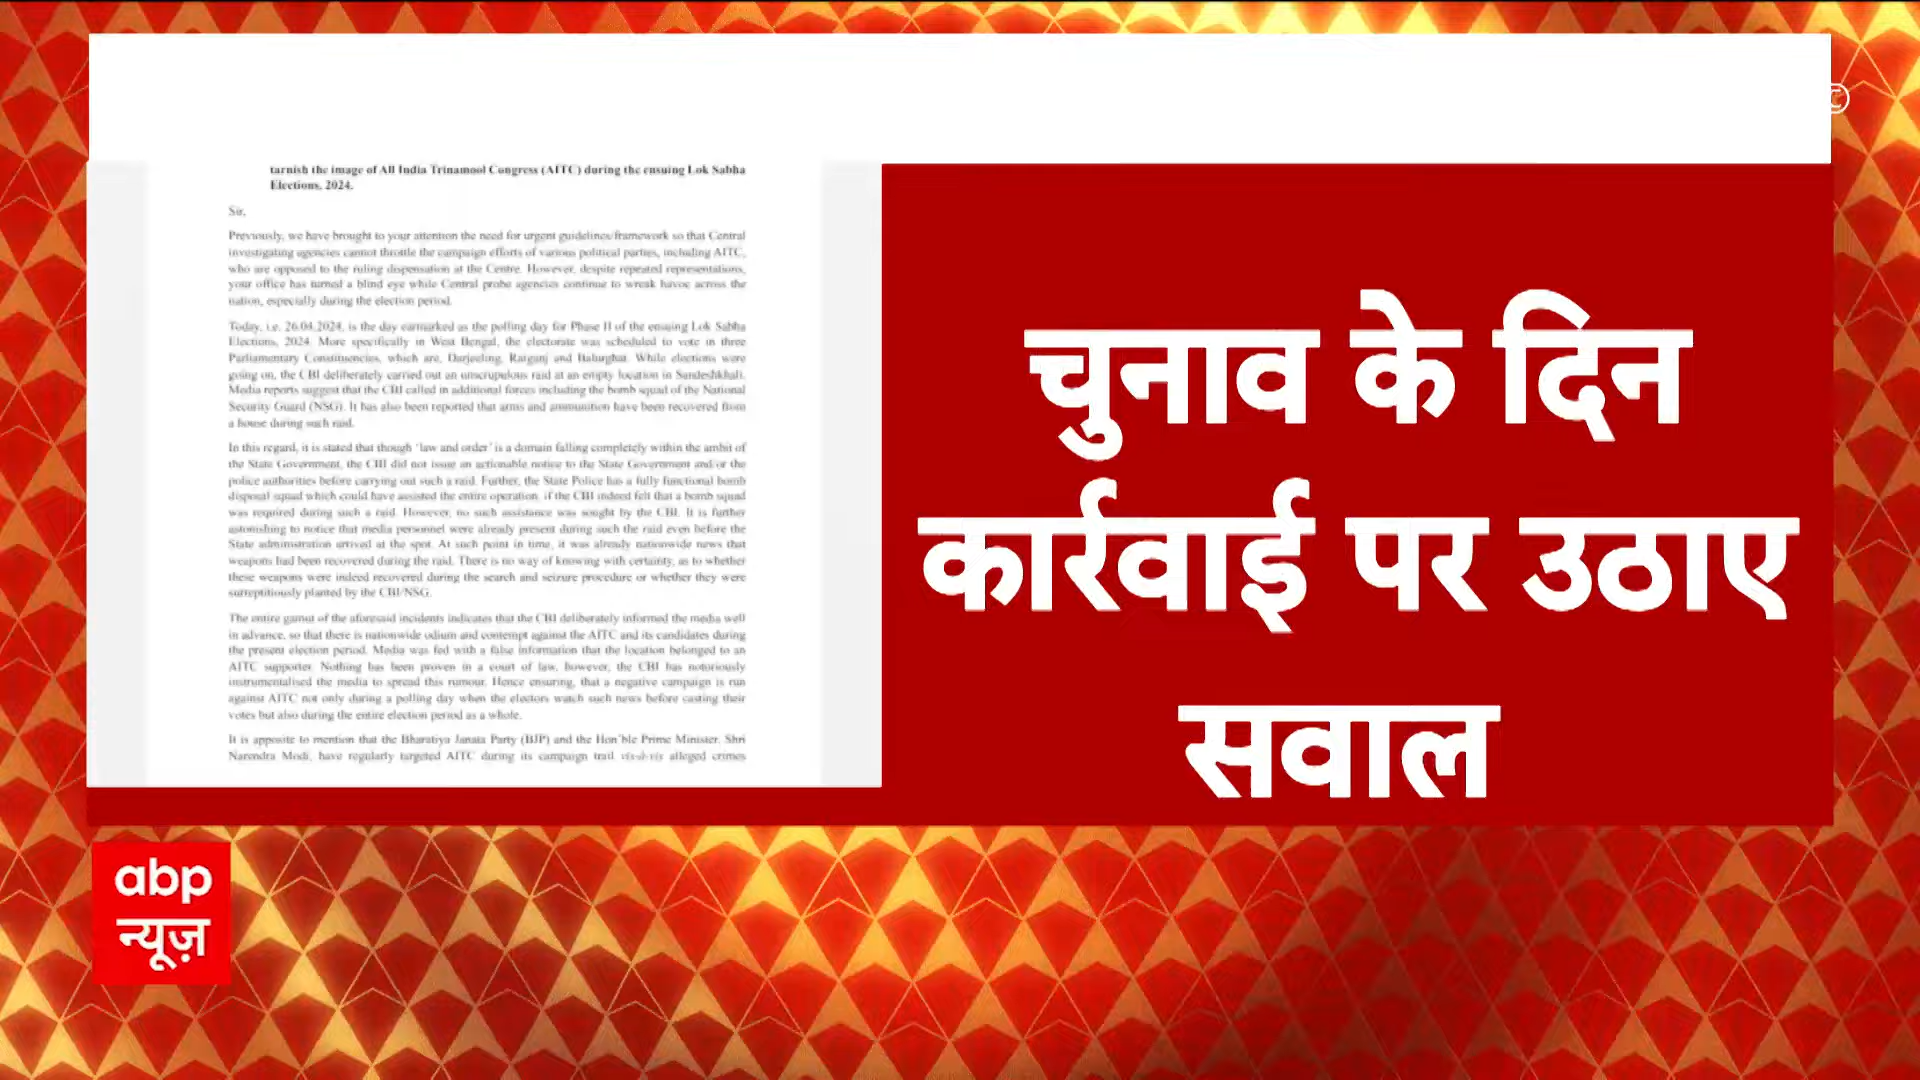 tarnish the image of All India Trinamool Congress (AITC) during the ensuing Lok Sabha
Elections, 2024.
Sir,
Previously, we have brought to your attention the need for urgent guidelines/framework so that Central
investigating agencies cannot throttle the campaign efforts of various political parties, including AITC,
who are opposed to the ruling dispensation at the Centre. However, despite repeated representations,
your office has turned a blind eye while Central probe agencies continue to wreak havoc across the
nation, especially during the election period.
Today, i.e. 26.04.2024, is the day earmarked as the polling day for Phase II of the ensuing Lok Sabha
Elections, 2024. More specifically in West Bengal, the electorate was scheduled to vote in three
Parliamentary Constituencies, which are, Darjeeling, Raiganj and Balurghat. While elections were
going on, the CBI deliberately carried out an unscrupulous raid at an empty location in Sandeshkhali.
Media reports suggest that the CBI called in additional forces including the bomb squad of the National
Security Guard (NSG). It has also been reported that arms and ammunition have been recovered from
a house during such raid.
In this regard, it is stated that though 'law and order' is a domain falling completely within the ambit of
the State Government, the CBI did not issue an actionable notice to the State Government and/or the
police authorities before carrying out such a raid. Further, the State Police has a fully functional bomb
disposal squad which could have assisted the entire operation, if the CBI indeed felt that a bomb squad
was required during such a raid. However, no such assistance was sought by the CBI. It is further
astonishing to notice that media personnel were already present during such the raid even before the
State administration arrived at the spot. At such point in time, it was already nationwide news that
weapons had been recovered during the raid. There is no way of knowing with certainty, as to whether
these weapons were indeed recovered during the search and seizure procedure or whether they were
surreptitiously planted by the CBI/NSG.
The entire gamut of the aforesaid incidents indicates that the CBI deliberately informed the media well
in advance, so that there is nationwide odium and contempt against the AITC and its candidates during
the present election period. Media was fed with a false information that the location belonged to an
AITC supporter. Nothing has been proven in a court of law, however, the CBI has notoriously
instrumentalised the media to spread this rumour. Hence ensuring, that a negative campaign is run
against AITC not only during a polling day when the electors watch such news before casting their
votes but also during the entire election period as a whole.
It is apposite to mention that the Bharatiya Janata Party (BJP) and the Hon'ble Prime Minister, Shri
Narendra Modi, have regularly targeted AITC during its campaign trail vis-à-vis alleged crimes
चुनाव के दिन
कार्रवाई पर उठाए
सवाल
abp
न्यूज़
©